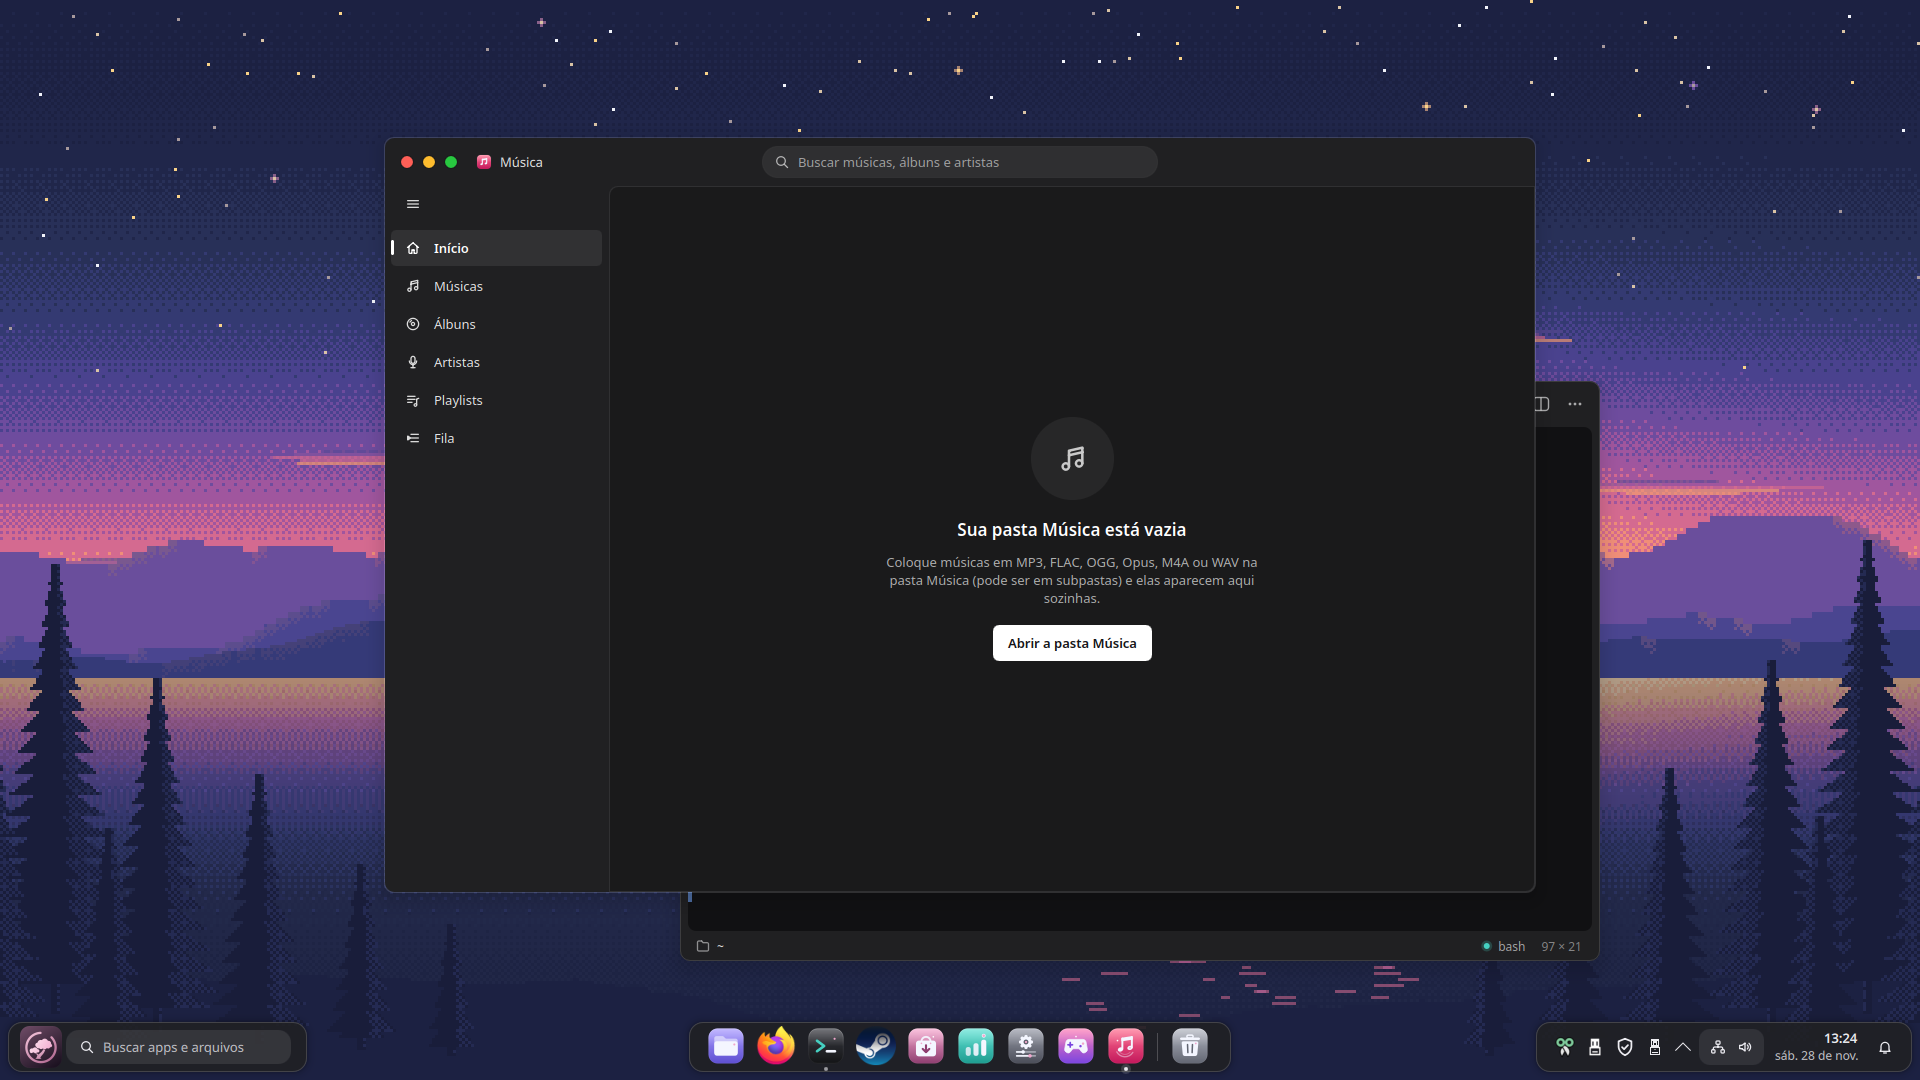 Música
Buscar músicas, álbuns e artistas
Início
Músicas
Álbuns
Artistas
Playlists
Fila
Sua pasta Música está vazia
Coloque músicas em MP3, FLAC, OGG, Opus, M4A ou WAV na
pasta Música (pode ser em subpastas) e elas aparecem aqui
sozinhas.
Abrir a pasta Música
~
bash
97 × 21
Buscar apps e arquivos
13:24
sáb. 28 de nov.